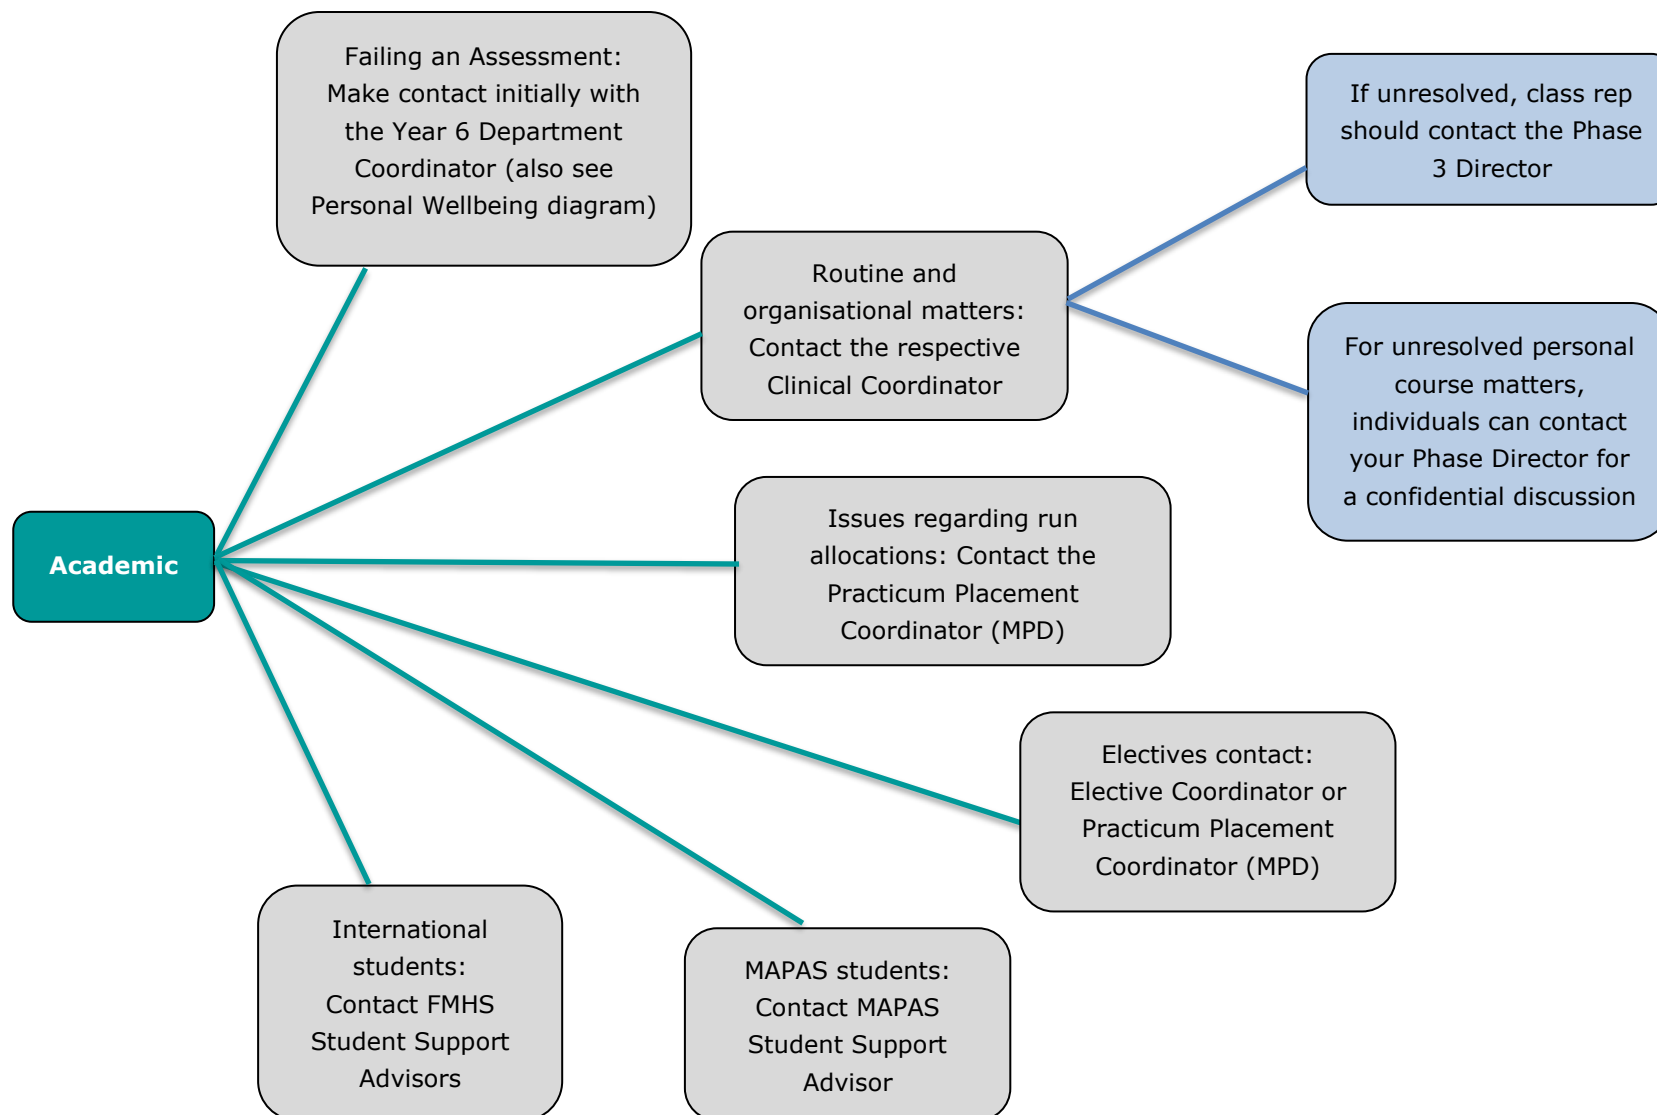 Failing an Assessment:
Make contact initially with
the Year 6 Department
Coordinator (also see
Personal Wellbeing diagram)
If unresolved, class rep
should contact the Phase
3 Director
Routine and
organisational matters:
Contact the respective
Clinical Coordinator
For unresolved personal
course matters,
individuals can contact
your Phase Director for
a confidential discussion
Academic
Issues regarding run
allocations: Contact the
Practicum Placement
Coordinator (MPD)
Electives contact:
Elective Coordinator or
Practicum Placement
Coordinator (MPD)
International
students:
Contact FMHS
Student Support
Advisors
MAPAS students:
Contact MAPAS
Student Support
Advisor